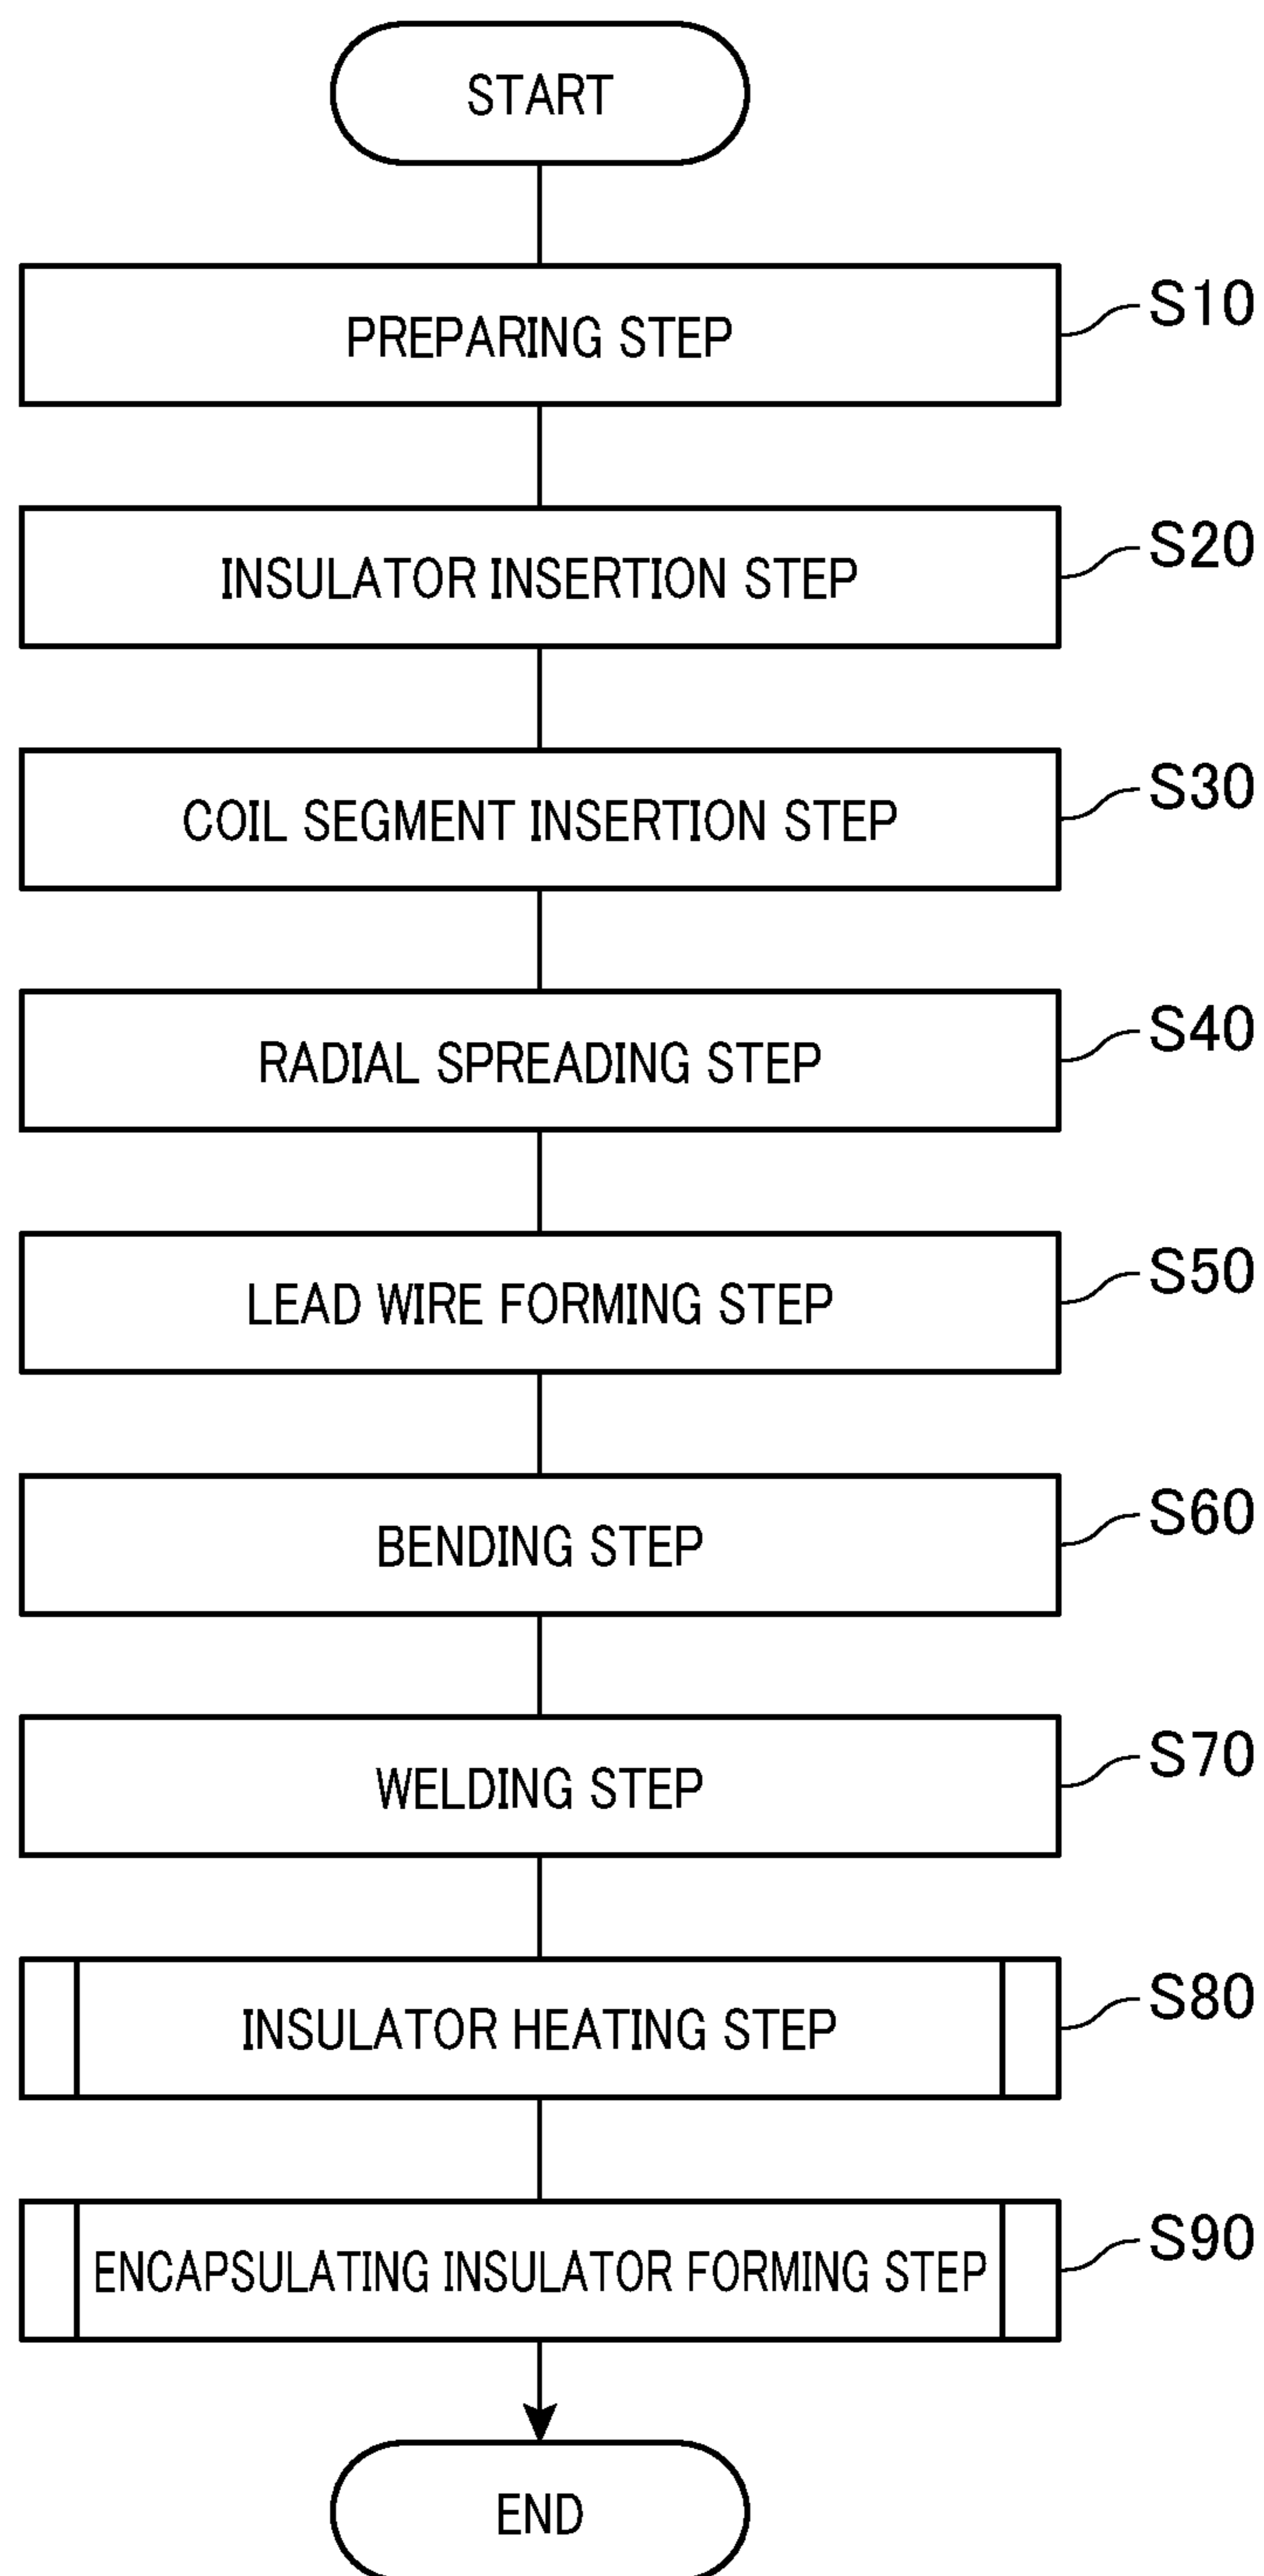 START
PREPARING STEP
S10
INSULATOR INSERTION STEP
S20
COIL SEGMENT INSERTION STEP
S30
RADIAL SPREADING STEP
S40
LEAD WIRE FORMING STEP
S50
BENDING STEP
S60
WELDING STEP
S70
INSULATOR HEATING STEP
S80
ENCAPSULATING INSULATOR FORMING STEP
S90
END